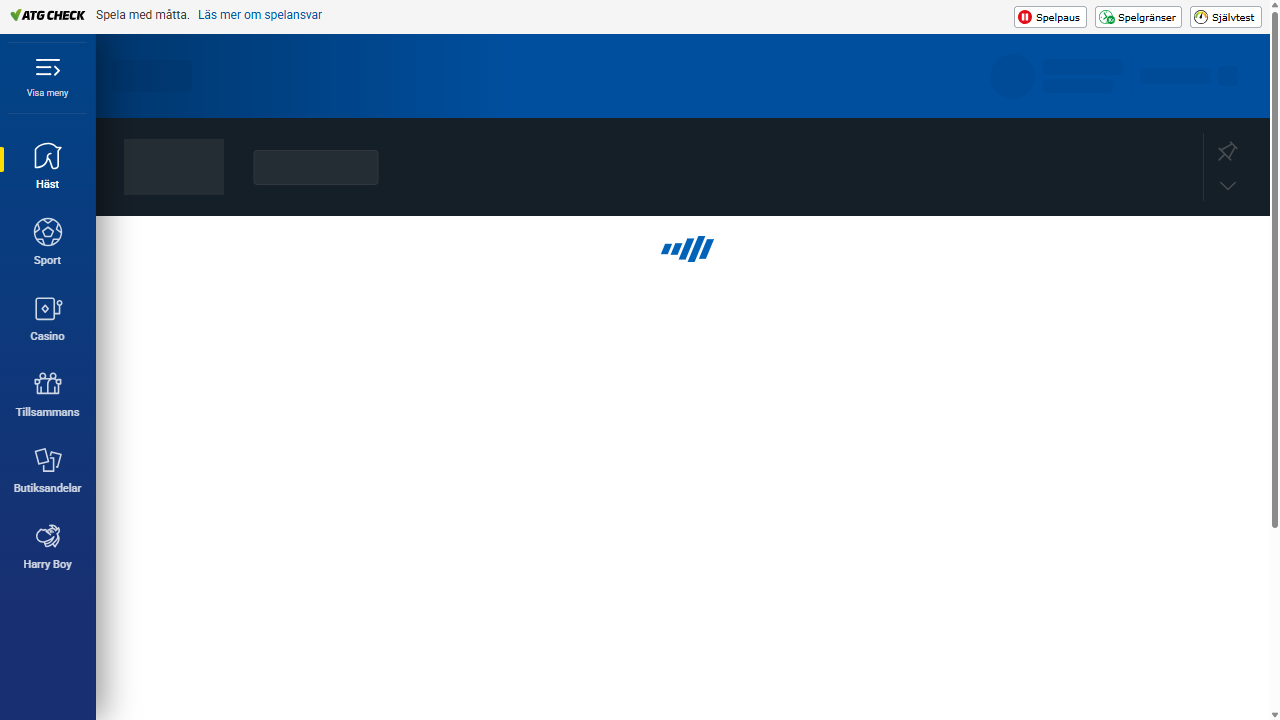 ATG CHECK Spela med måtta. Läs mer om spelansvar
Spelpaus Spelgränser Självtest
Visa meny
Häst
Sport
Casino
Tillsammans
Butiksandelar
Harry Boy